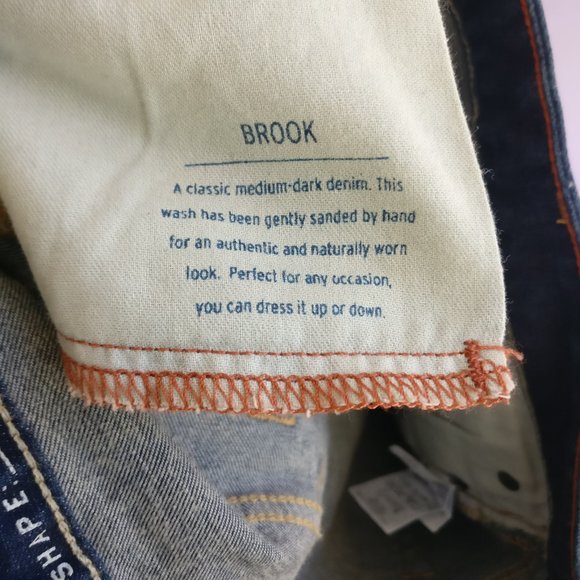 BROOK
A classic medium-dark denim. This
wash has been gently sanded by hand
for an authentic and naturally worn
look. Perfect for any occasion,
you can dress it up or down.
SHAPE: